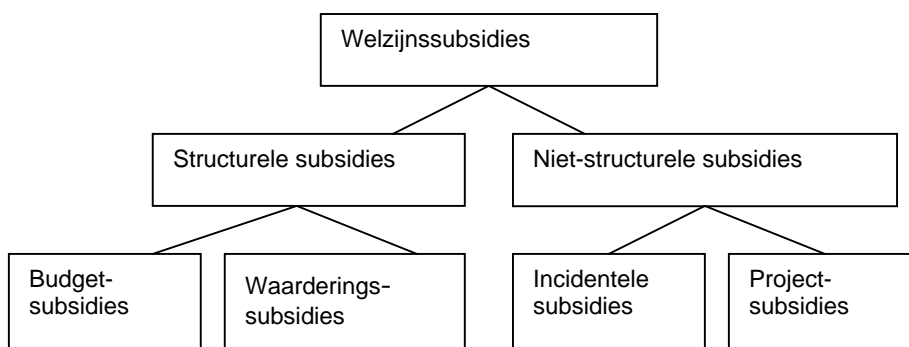 Welzijnssubsidies
Structurele subsidies
Niet-structurele subsidies
Budget-
subsidies
Waarderings-
subsidies
Incidentele
subsidies
Project-
subsidies